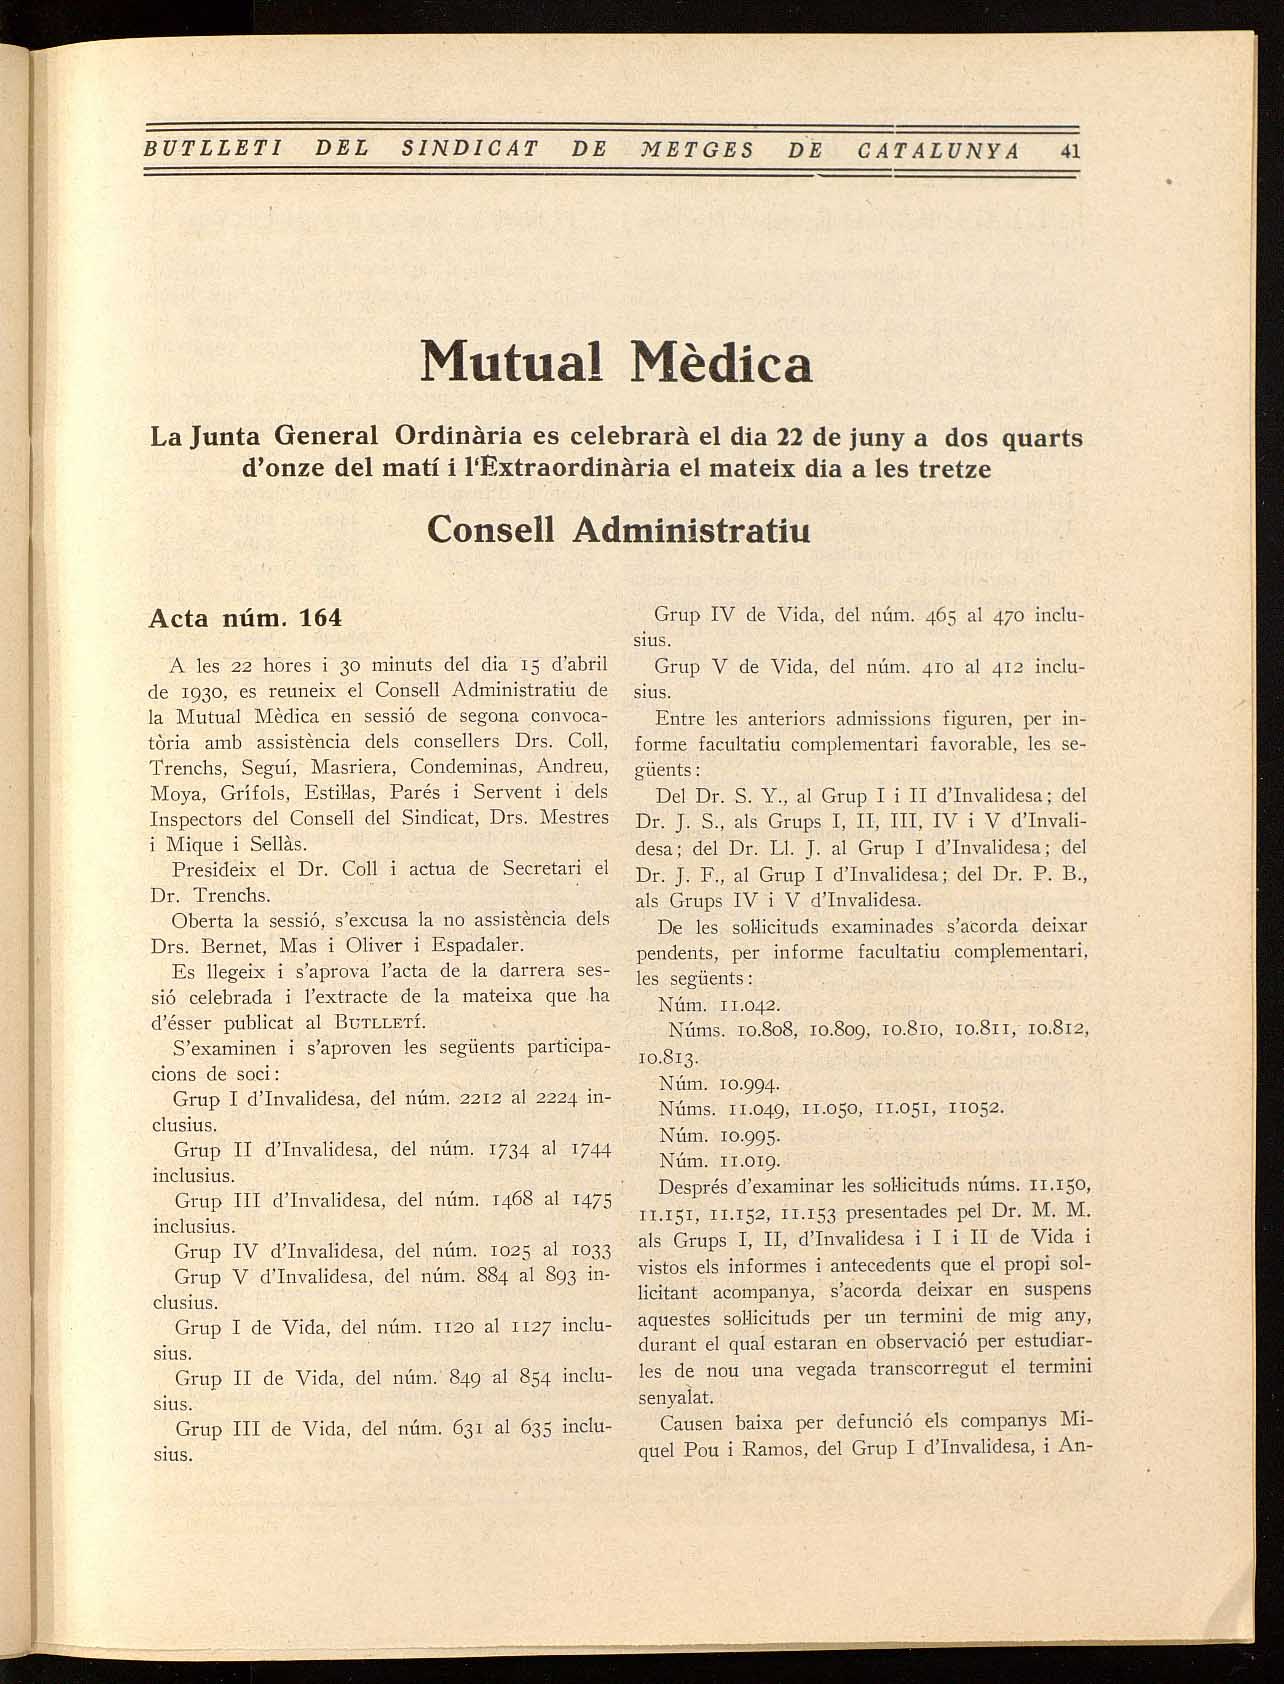 BUTLLETI DEL SINDICAT DE METGES DE CATALUNYA 41
Mutual Mèdica
La Junta General Ordinària es celebrarà el dia 22 de juny a dos quarts
d'onze del matí i l'Extraordinària el mateix dia a les tretze
Consell Administratiu
Acta núm. 164
A les 22 hores i 30 minuts del dia 15 d'abril
de 1930, es reuneix el Consell Administratiu de
la Mutual Mèdica en sessió de segona convoca-
tòria amb assistència dels consellers Drs. Coll,
Trenchs, Seguí, Masriera, Condeminas, Andreu,
Moya, Grífols, Estil·las, Parés i Servent i dels
Inspectors del Consell del Sindicat, Drs. Mestres
i Mique i Sellàs.
Presideix el Dr. Coll i actua de Secretari el
Dr. Trenchs.
Oberta la sessió, s'excusa la no assistència dels
Drs. Bernet, Mas i Oliver i Espadaler.
Es llegeix i s'aprova l'acta de la darrera ses-
sió celebrada i l'extracte de la mateixa que ha
d'ésser publicat al BUTLLETÍ.
S'examinen i s'aproven les següents participa-
cions de soci:
Grup I d'Invalidesa, del núm. 2212 al 2224 in-
clusius.
Grup II d'Invalidesa, del núm. 1734 al 1744
inclusius.
Grup III d'Invalidesa, del núm. 1468 al 1475
inclusius.
Grup IV d'Invalidesa, del núm. 1025 al 1033
Grup V d'Invalidesa, del núm. 884 al 893 in-
clusius.
Grup I de Vida, del núm. 1120 al 1127 inclu-
sius.
Grup II de Vida, del núm. 849 al 854 inclu-
sius.
Grup III de Vida, del núm. 631 al 635 inclu-
sius.
Grup IV de Vida, del núm. 465 al 470 inclu-
sius.
Grup V de Vida, del núm. 410 al 412 inclu-
sius.
Entre les anteriors admissions figuren, per in-
forme facultatiu complementari favorable, les se-
güents:
Del Dr. S. Y., al Grup I i II d'Invalidesa; del
Dr. J. S., als Grups I, II, III, IV i V d'Invali-
desa; del Dr. Ll. J. al Grup I d'Invalidesa; del
Dr. J. F., al Grup I d'Invalidesa; del Dr. P. B.,
als Grups IV i V d'Invalidesa.
De les sol·licituds examinades s'acorda deixar
pendents, per informe facultatiu complementari,
les següents:
Núm. 11.042.
Núms. 10.808, 10.809, 10.810, 10.811, 10.812,
10.813.
Núm. 10.994.
Núms. 11.049, 11.050, 11.051, 11052.
Núm. 10.995.
Núm. 11.019.
Després d'examinar les sol·licituds núms. 11.150,
11.151, 11.152, 11.153 presentades pel Dr. M. M.
als Grups I, II, d'Invalidesa i I i II de Vida i
vistos els informes i antecedents que el propi sol-
licitant acompanya, s'acorda deixar en suspens
aquestes sol·licituds per un termini de mig any,
durant el qual estaran en observació per estudiar-
les de nou una vegada transcorregut el termini
senyalat.
Causen baixa per defunció els companys Mi-
quel Pou i Ramos, del Grup I d'Invalidesa, i An-